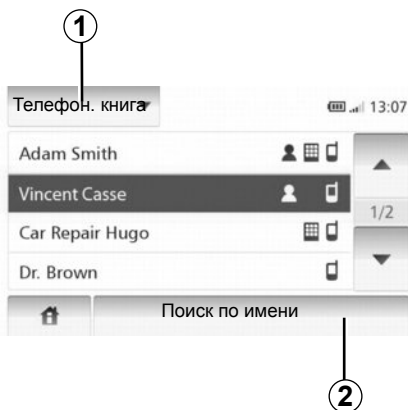 1
Телефон. книга
13:07
Adam Smith
Vincent Casse
1/2
Car Repair Hugo
Dr. Brown
Поиск по имени
2